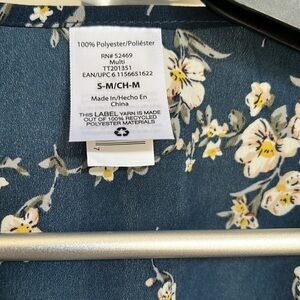 100% Polyester/Poliéster
RN# 52469
Multi
TT201351
EAN/UPC 6 1156651622
S-M/CH-M
Made In/Hecho En
China
THIS LABEL YARN IS MADE
OUT OF 100% RECYCLED
POLYESTER MATERIALS